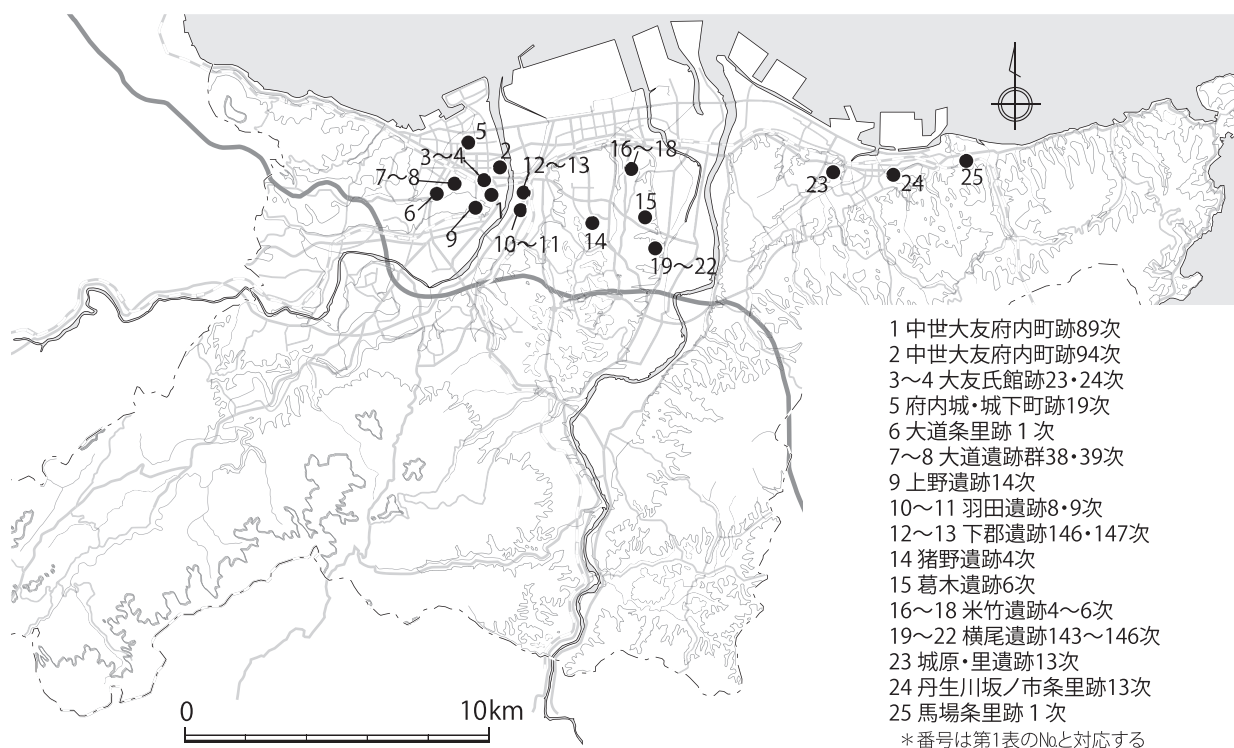 5
3～4
2
12～13
16～18
7～8
6
9
1
10～11
14
15
19～22
23
24
25
1 中世大友府内町跡89次
2 中世大友府内町跡94次
3～4 大友氏館跡23・24次
5 府内城・城下町跡19次
6 大道条里跡 1 次
7～8 大道遺跡群38・39次
9 上野遺跡14次
10～11 羽田遺跡8・9次
12～13 下郡遺跡146・147次
14 猪野遺跡4次
15 葛木遺跡6次
16～18 米竹遺跡4～6次
19～22 横尾遺跡143～146次
23 城原・里遺跡13次
24 丹生川坂ノ市条里跡13次
25 馬場条里跡 1 次
＊番号は第1表の№と対応する
0 10km